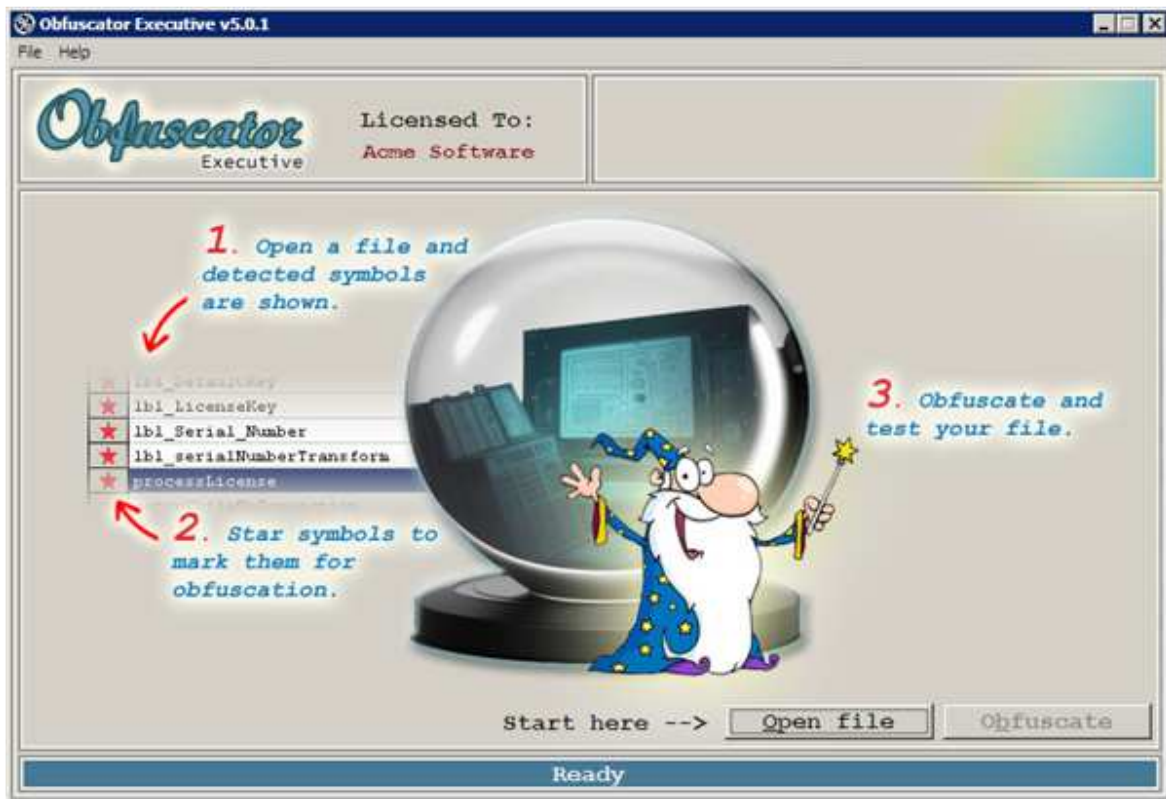 Obfuscator Executive v5.0.1
File Help
Obfuscator
Executive
Licensed To:
Acme Software
1. Open a file and
detected symbols
are shown.
lbl_DefaultKey
lbl_LicenseKey
lbl_Serial_Number
lbl_serialNumberTransform
processLicense
2. Star symbols to
mark them for
obfuscation.
3. Obfuscate and
test your file.
Start here --> Open file Obfuscate
Ready